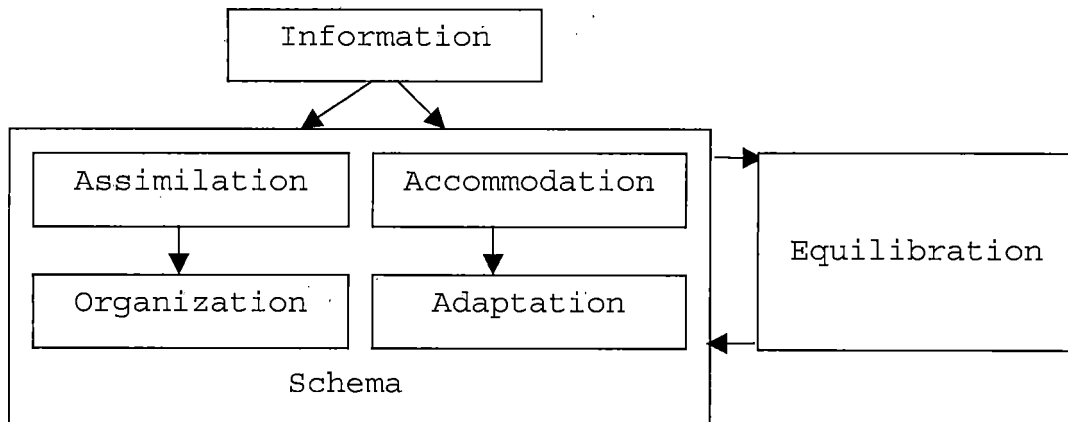 Information
Assimilation
Accommodation
Equilibration
Organization
Adaptation
Schema